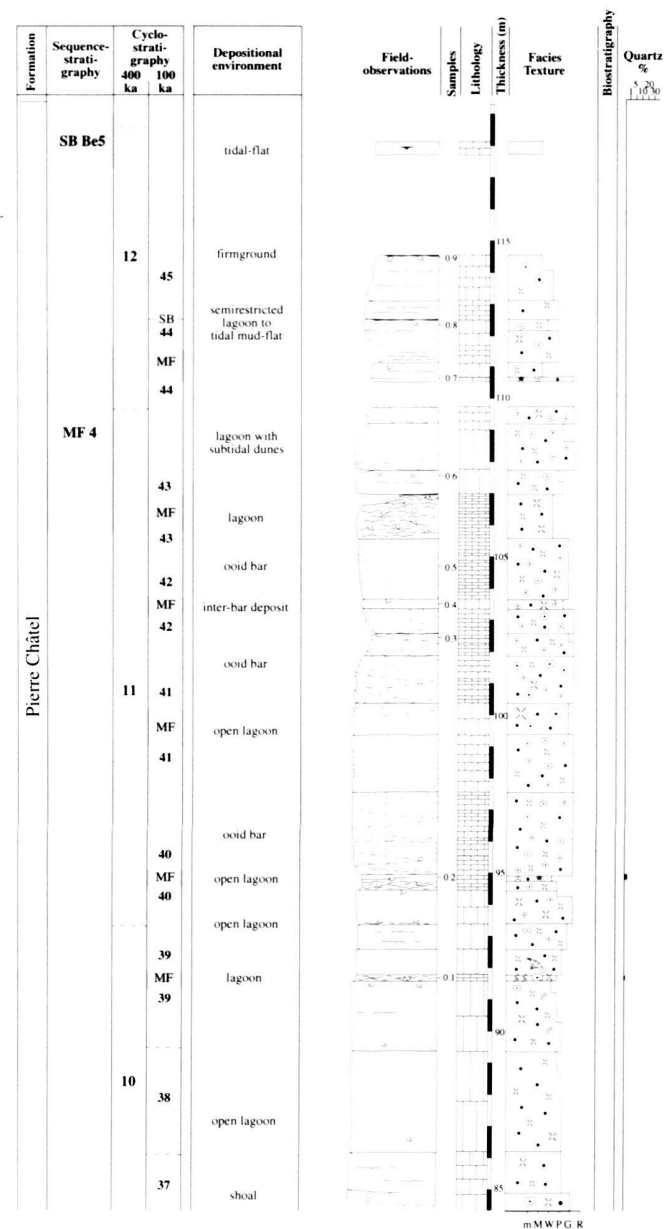 Formation
Sequence-
strati-
graphy
Cyclo-
strati-
graphy
400 100
ka ka
Depositional
environment
Field-
observations
Samples
Lithology
Thickness (m)
Facies
Texture
Biostratigraphy
Quartz
%
5 20
1 10 30
SB Be5
tidal-flat
115
12
firmground
0.9
45
semirestricted
lagoon to
tidal mud-flat
SB
0.8
44
MF
0.7
44
110
MF 4
lagoon with
subtidal dunes
0.6
43
MF
lagoon
43
105
ooid bar
0.5
42
MF
inter-bar deposit
0.4
42
0.3
Pierre Châtel
ooid bar
11
41
100
MF
open lagoon
41
ooid bar
40
95
MF
open lagoon
0.2
40
open lagoon
39
MF
lagoon
0.1
39
90
10
38
open lagoon
37
85
shoal
m M W P G R